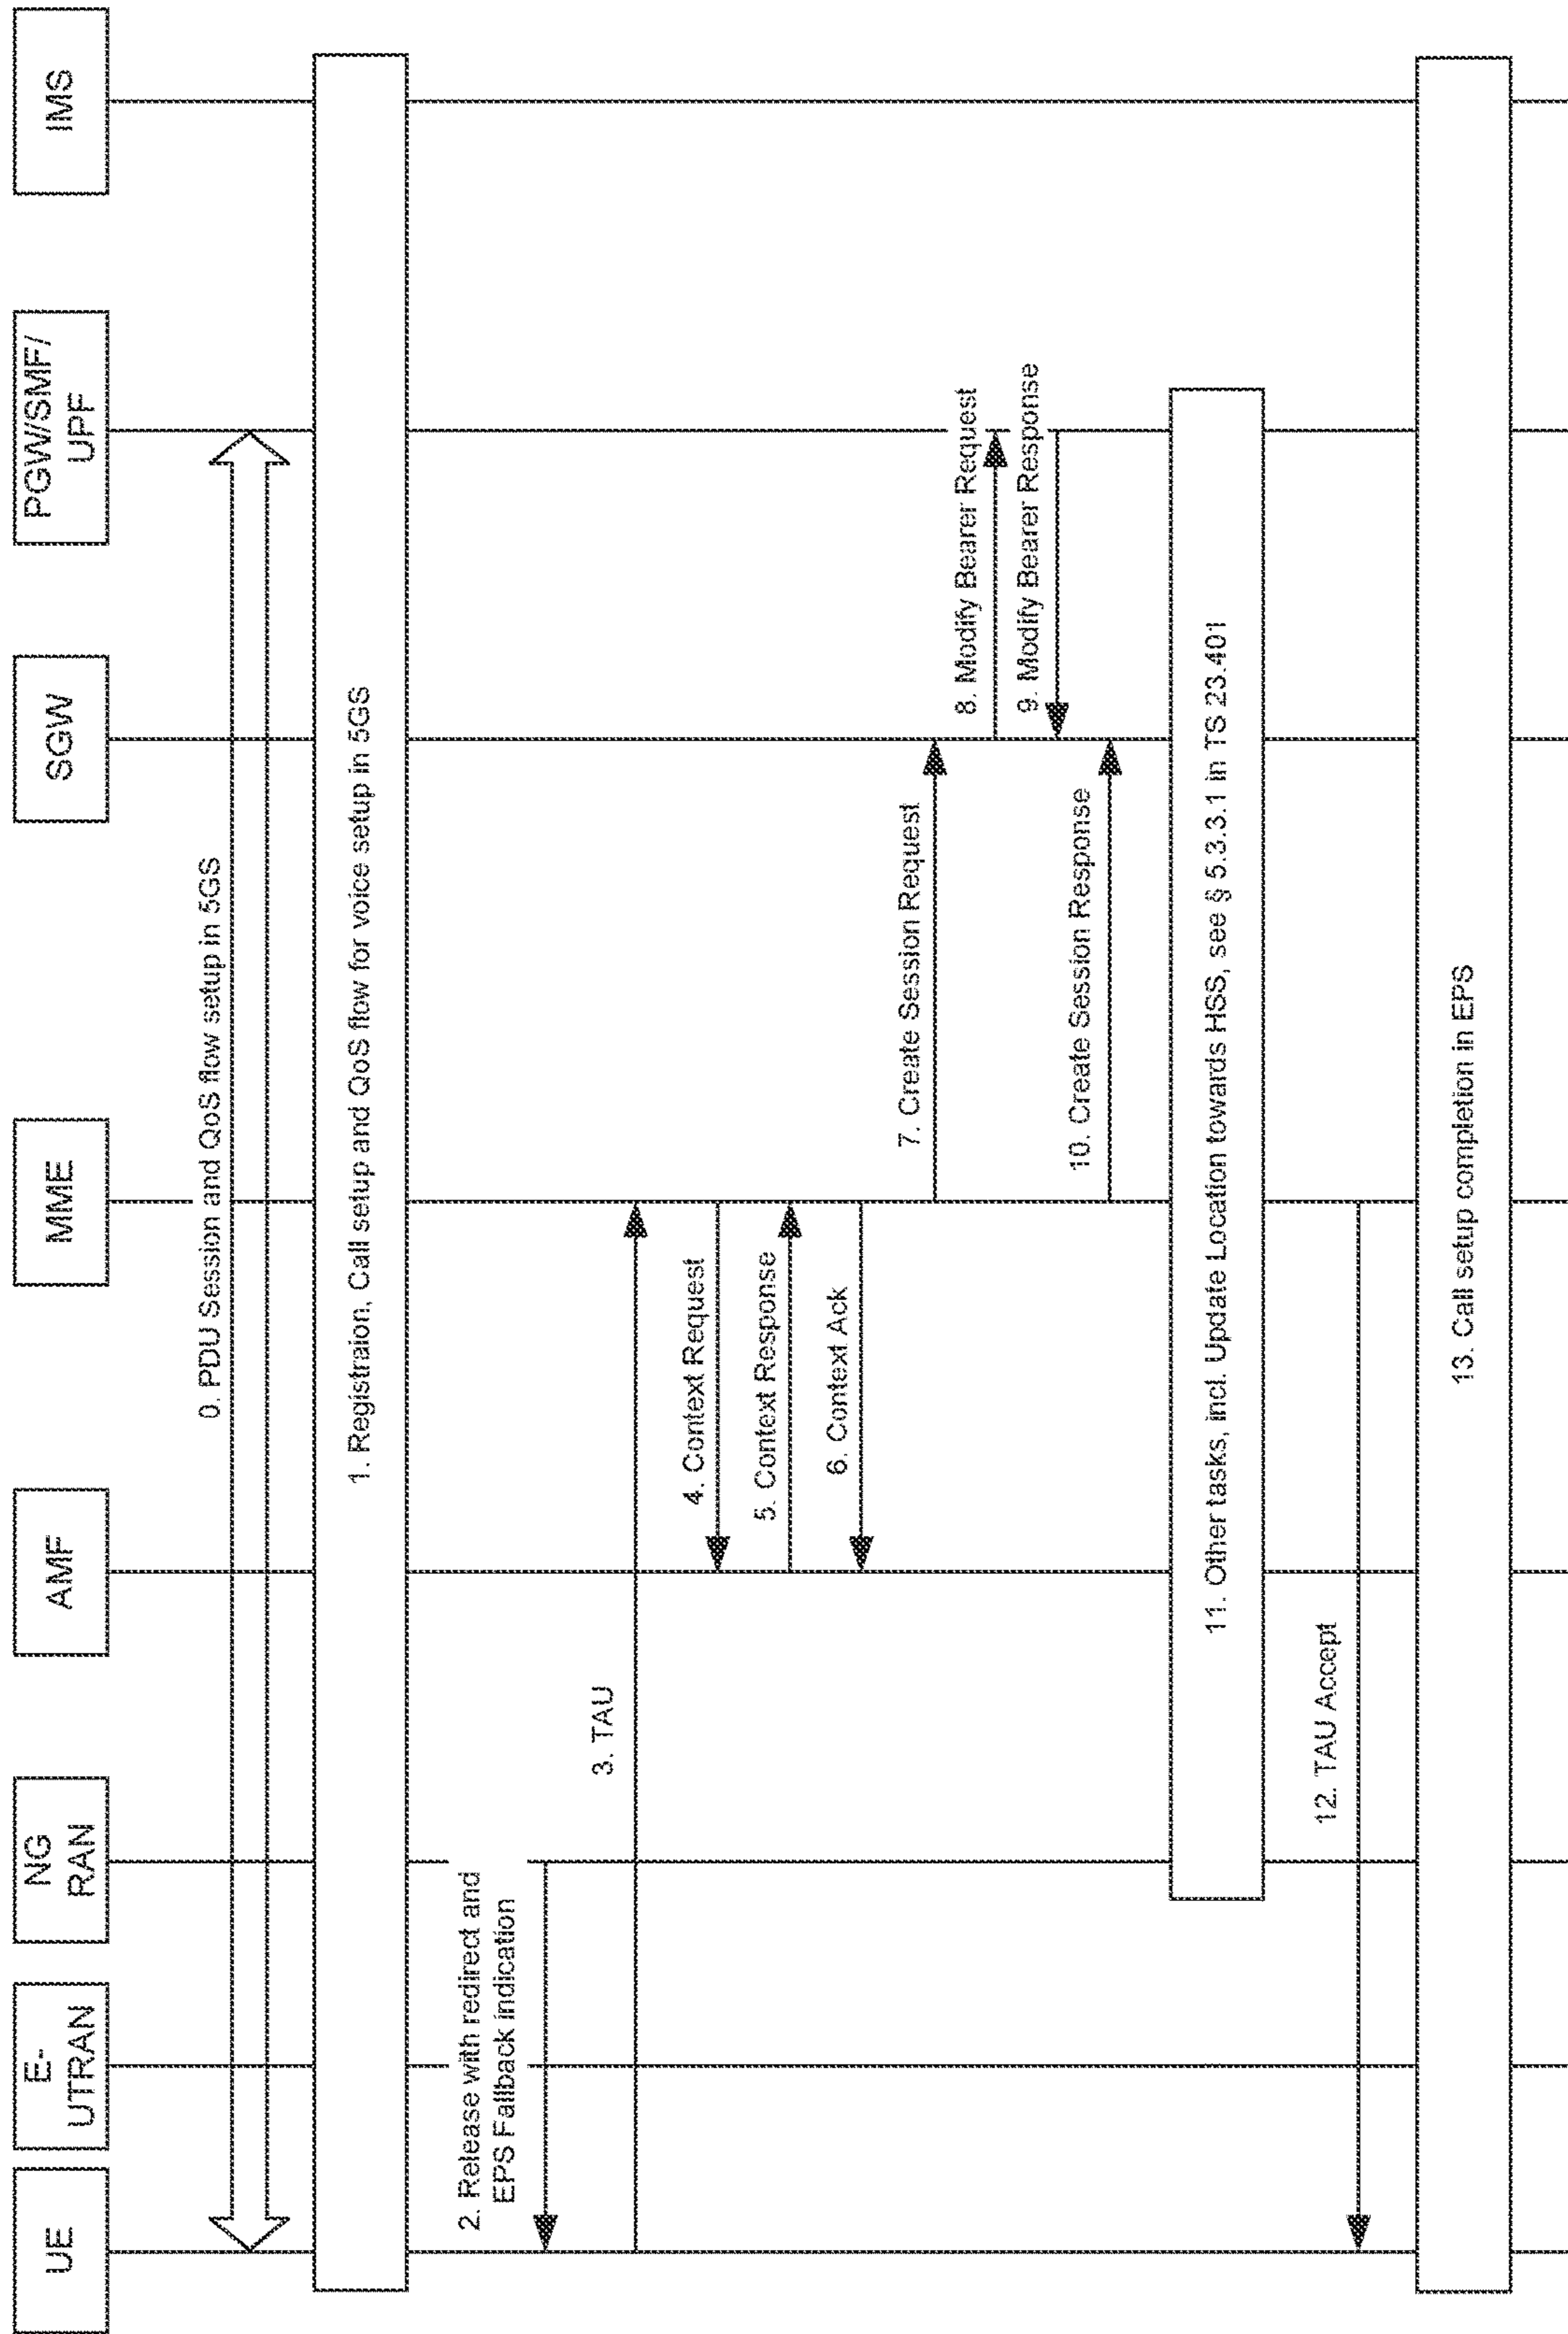 UE
E-
UTRAN
NG
RAN
AMF
MME
SGW
PGW/SMF/
UPF
IMS
0. PDU Session and QoS flow setup in 5GS
1. Registraion, Call setup and QoS flow for voice setup in 5GS
2. Release with redirect and
EPS Fallback indication
3. TAU
4. Context Request
5. Context Response
6. Context Ack
7. Create Session Request
8. Modify Bearer Request
9. Modify Bearer Response
10. Create Session Response
11. Other tasks, incl. Update Location towards HSS, see § 5.3.3.1 in TS 23.401
12. TAU Accept
13. Call setup completion in EPS